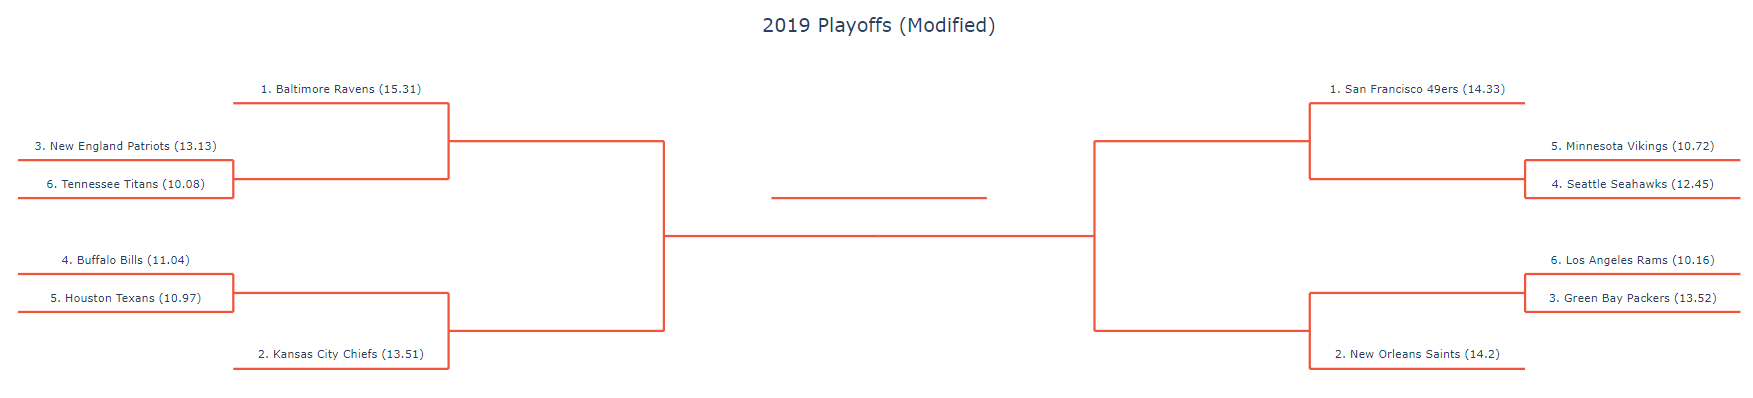 2019 Playoffs (Modified)
1. Baltimore Ravens (15.31)
3. New England Patriots (13.13)
6. Tennessee Titans (10.08)
4. Buffalo Bills (11.04)
5. Houston Texans (10.97)
2. Kansas City Chiefs (13.51)
1. San Francisco 49ers (14.33)
5. Minnesota Vikings (10.72)
4. Seattle Seahawks (12.45)
6. Los Angeles Rams (10.16)
3. Green Bay Packers (13.52)
2. New Orleans Saints (14.2)